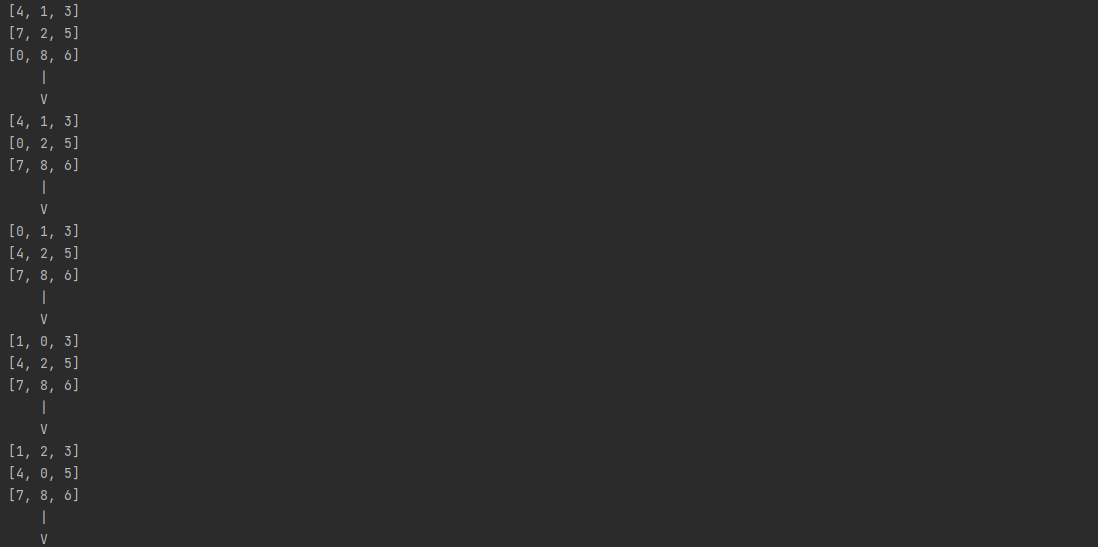 [4, 1, 3]
[7, 2, 5]
[0, 8, 6]
|
V
[4, 1, 3]
[0, 2, 5]
[7, 8, 6]
|
V
[0, 1, 3]
[4, 2, 5]
[7, 8, 6]
|
V
[1, 0, 3]
[4, 2, 5]
[7, 8, 6]
|
V
[1, 2, 3]
[4, 0, 5]
[7, 8, 6]
|
V